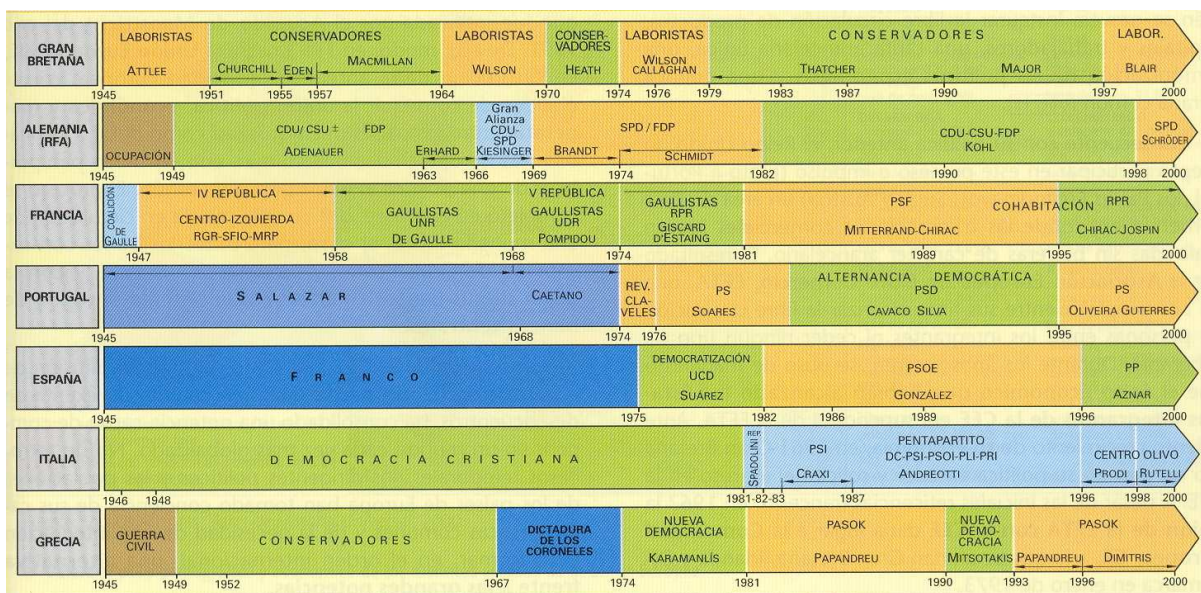 GRAN
BRETAÑA
LABORISTAS
ATTLEE
CONSERVADORES
CHURCHILL
EDEN
MACMILLAN
LABORISTAS
WILSON
CONSER-
VADORES
HEATH
LABORISTAS
WILSON
CALLAGHAN
CONSERVADORES
THATCHER
MAJOR
LABOR.
BLAIR
1945 1951 1955 1957 1964 1970 1974 1976 1979 1983 1987 1990 1997 2000
ALEMANIA
(RFA)
OCUPACIÓN
CDU/CSU ± FDP
ADENAUER
ERHARD
Gran
Alianza
CDU-
SPD
KIESINGER
SPD / FDP
BRANDT
SCHMIDT
CDU-CSU-FDP
KOHL
SPD
SCHRÖDER
1945 1949 1963 1966 1969 1974 1982 1990 1998 2000
FRANCIA
COALICIÓN
DE
GAULLE
IV REPÚBLICA
CENTRO-IZQUIERDA
RGR-SFIO-MRP
V REPÚBLICA
GAULLISTAS
UNR
DE GAULLE
GAULLISTAS
UDR
POMPIDOU
GAULLISTAS
RPR
GISCARD
D'ESTAING
PSF
MITTERRAND-CHIRAC
COHABITACIÓN
RPR
CHIRAC-JOSPIN
1947 1958 1968 1974 1981 1989 1995 2000
PORTUGAL
SALAZAR
CAETANO
REV.
CLA-
VELES
PS
SOARES
ALTERNANCIA DEMOCRÁTICA
PSD
CAVACO SILVA
PS
OLIVEIRA GUTERRES
1945 1968 1974 1976 1995 2000
ESPAÑA
FRANCO
DEMOCRATIZACIÓN
UCD
SUÁREZ
PSOE
GONZÁLEZ
PP
AZNAR
1945 1975 1982 1986 1989 1996 2000
ITALIA
DEMOCRACIA CRISTIANA
REP.
SPADOLINI
PSI
CRAXI
PENTAPARTITO
DC-PSI-PSOI-PLI-PRI
ANDREOTTI
CENTRO OLIVO
PRODI
RUTELLI
1946 1948 1981-82-83 1987 1996 1998 2000
GRECIA
GUERRA
CIVIL
CONSERVADORES
DICTADURA
DE LOS
CORONELES
NUEVA
DEMOCRACIA
KARAMANLÍS
PASOK
PAPANDREU
NUEVA
DEMO-
CRACIA
MITSOTAKIS
PASOK
PAPANDREU
DIMITRIS
1945 1949 1952 1967 1974 1981 1990 1993 1996 2000